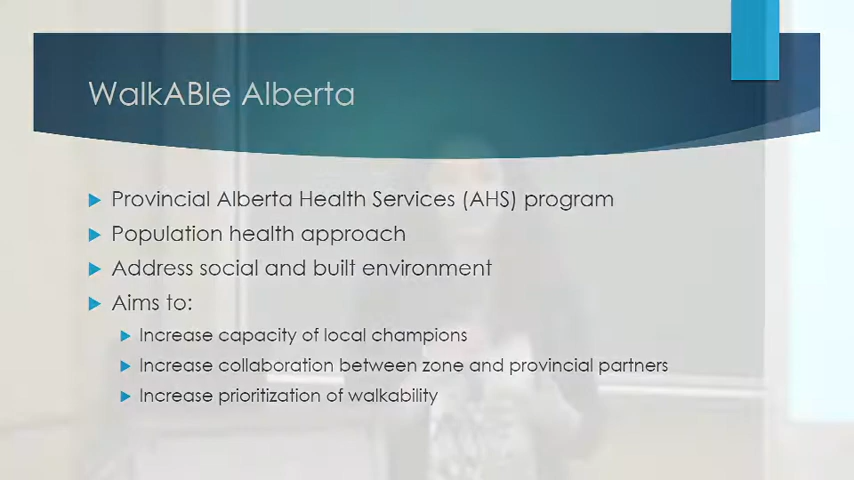 WalkABle Alberta
Provincial Alberta Health Services (AHS) program
Population health approach
Address social and built environment
Aims to:
Increase capacity of local champions
Increase collaboration between zone and provincial partners
Increase prioritization of walkability